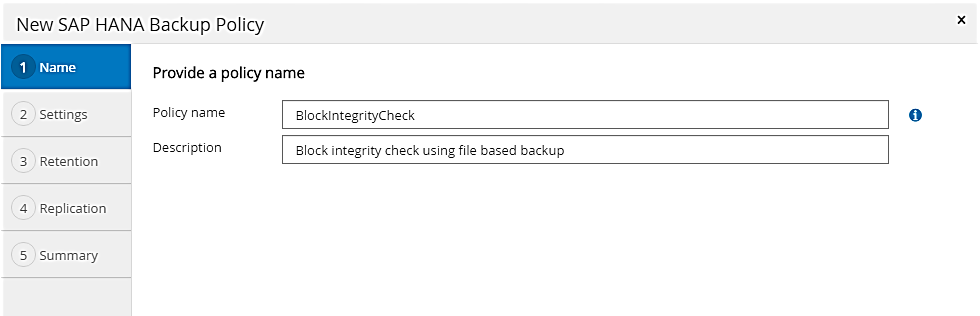 New SAP HANA Backup Policy x
1 Name
2 Settings
3 Retention
4 Replication
5 Summary
Provide a policy name
Policy name BlockIntegrityCheck i
Description Block integrity check using file based backup